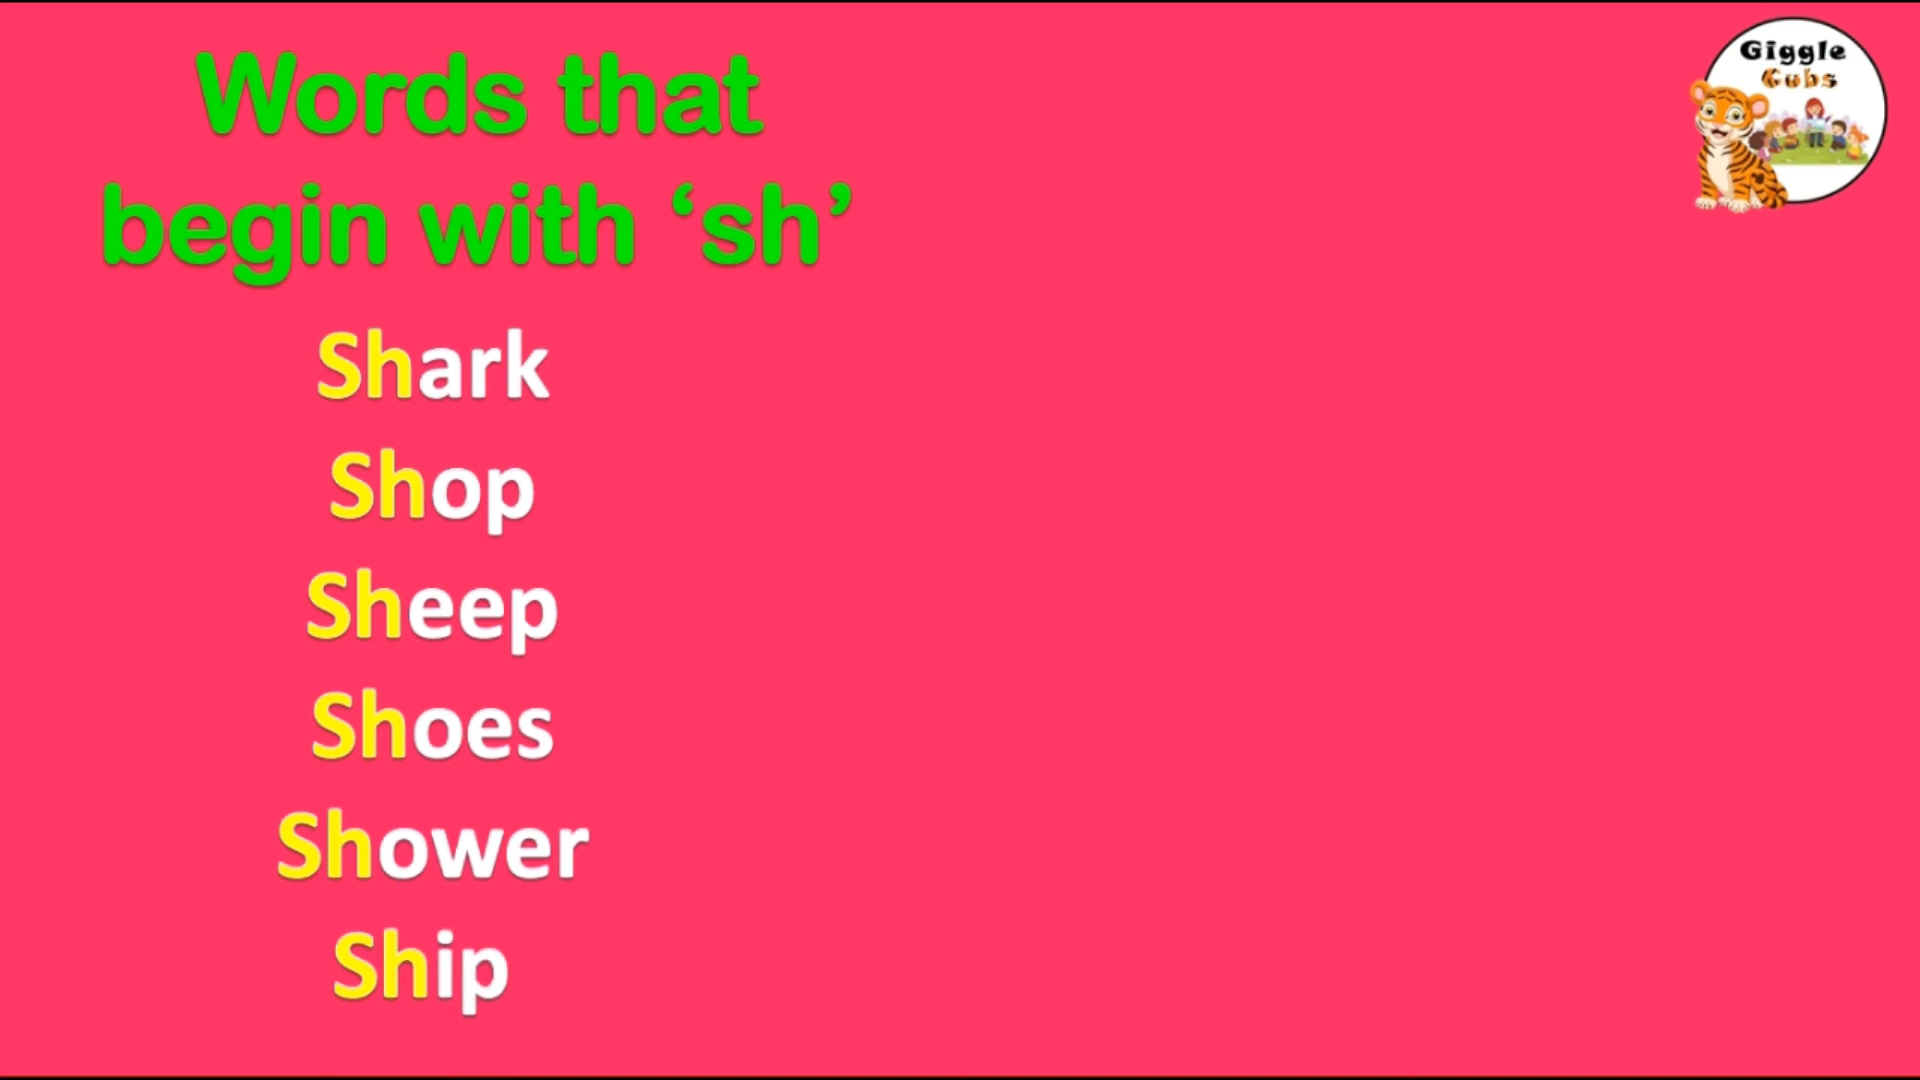 Words that
begin with ‘sh’
Shark
Shop
Sheep
Shoes
Shower
Ship
Giggle
Cubs